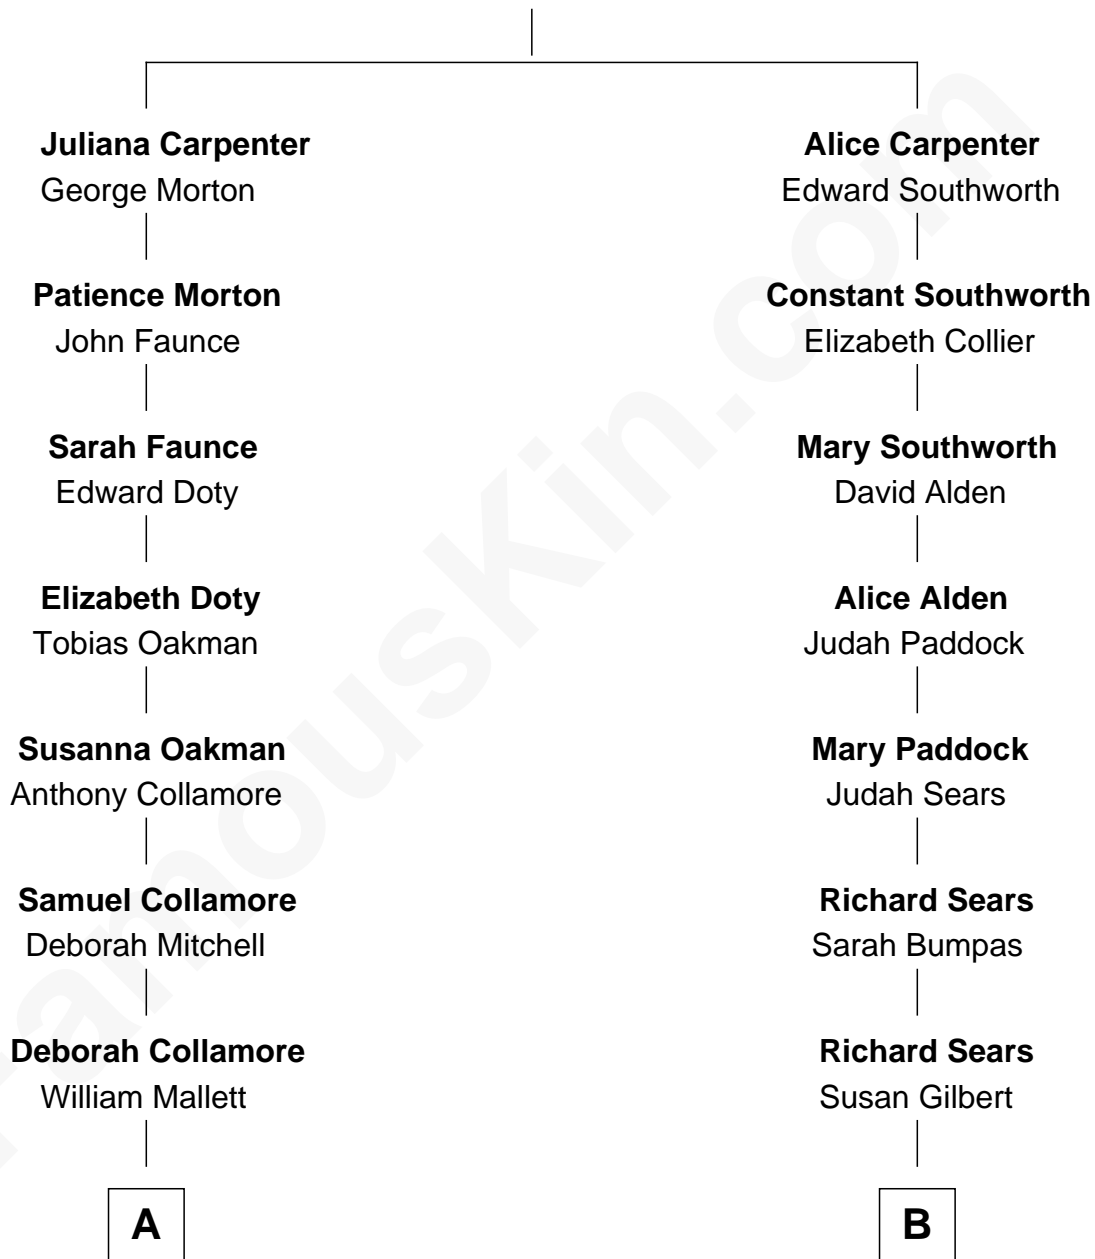 Juliana Carpenter
George Morton
Patience Morton
John Faunce
Sarah Faunce
Edward Doty
Elizabeth Doty
Tobias Oakman
Susanna Oakman
Anthony Collamore
Samuel Collamore
Deborah Mitchell
Deborah Collamore
William Mallett
A
Alice Carpenter
Edward Southworth
Constant Southworth
Elizabeth Collier
Mary Southworth
David Alden
Alice Alden
Judah Paddock
Mary Paddock
Judah Sears
Richard Sears
Sarah Bumpas
Richard Sears
Susan Gilbert
B
FamousKin.com